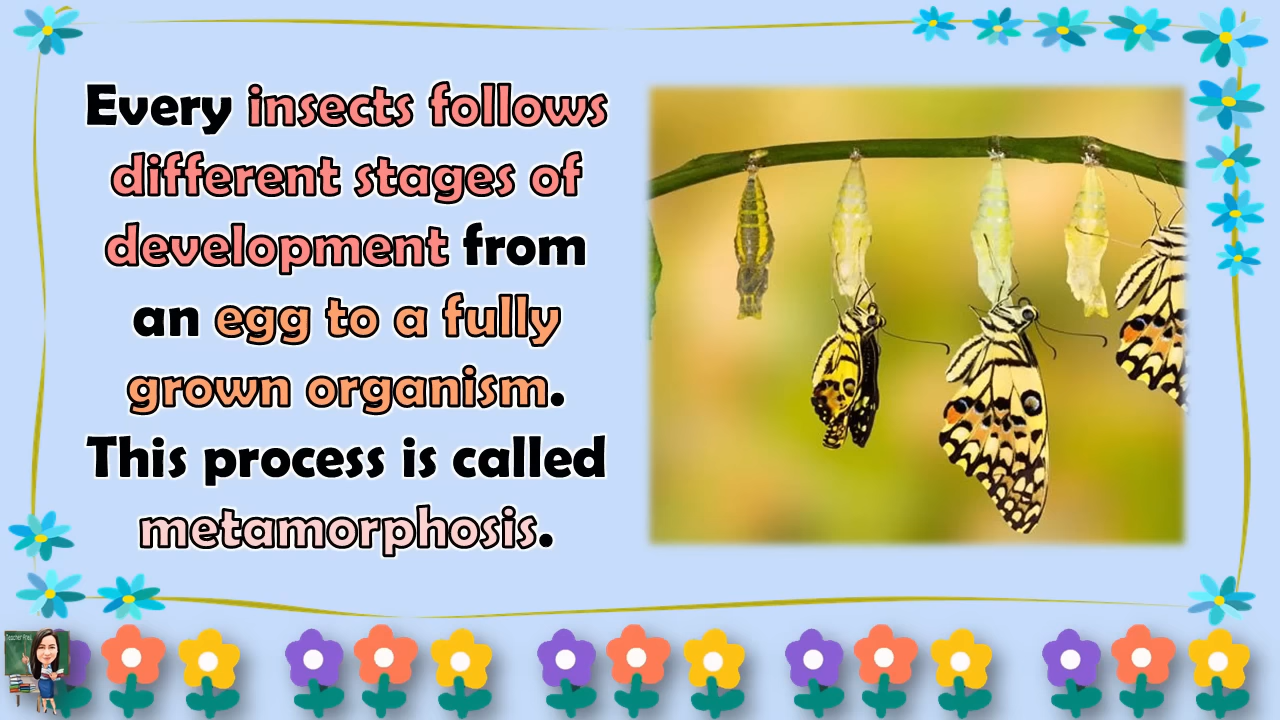 Every insects follows
different stages of
development from
an egg to a fully
grown organism.
This process is called
metamorphosis.